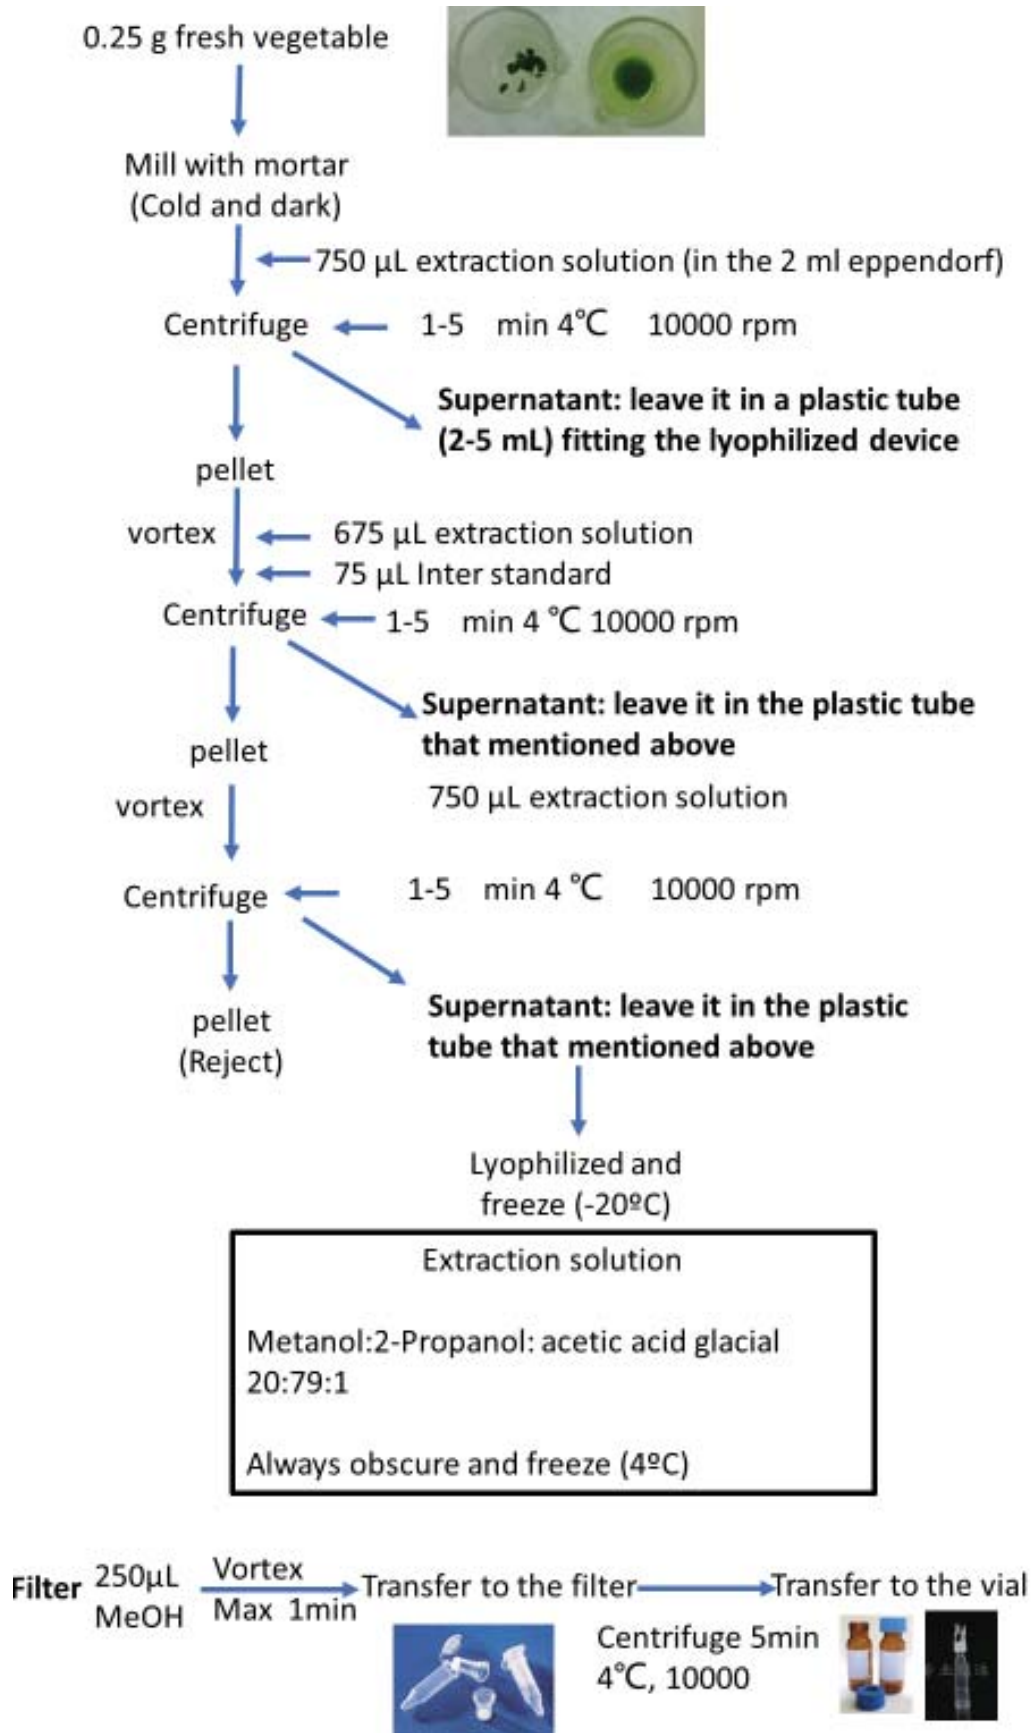 0.25 g fresh vegetable
Mill with mortar
(Cold and dark)
750 µL extraction solution (in the 2 ml eppendorf)
Centrifuge 1-5 min 4℃ 10000 rpm
Supernatant: leave it in a plastic tube
(2-5 mL) fitting the lyophilized device
pellet
vortex 675 µL extraction solution
75 µL Inter standard
Centrifuge 1-5 min 4 ℃ 10000 rpm
Supernatant: leave it in the plastic tube
that mentioned above
pellet
750 µL extraction solution
vortex
Centrifuge 1-5 min 4 ℃ 10000 rpm
Supernatant: leave it in the plastic
tube that mentioned above
pellet
(Reject)
Lyophilized and
freeze (-20ºC)
Extraction solution
Metanol:2-Propanol: acetic acid glacial
20:79:1
Always obscure and freeze (4ºC)
Filter 250µL MeOH
Vortex
Max 1min
Transfer to the filter
Transfer to the vial
Centrifuge 5min
4℃, 10000